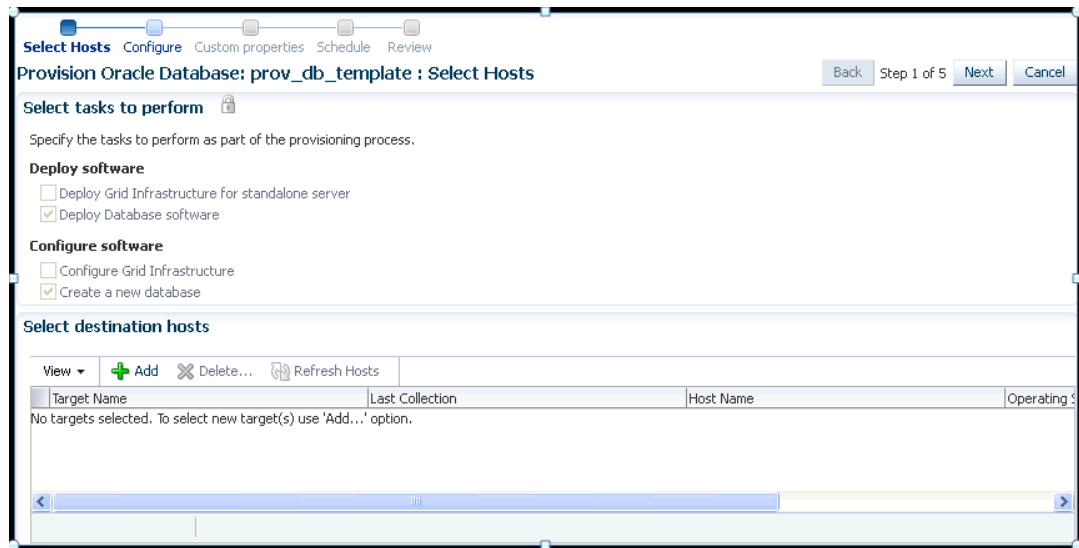 Select Hosts Configure Custom properties Schedule Review
Provision Oracle Database: prov_db_template : Select Hosts
Back Step 1 of 5 Next Cancel
Select tasks to perform
Specify the tasks to perform as part of the provisioning process.
Deploy software
Deploy Grid Infrastructure for standalone server
Deploy Database software
Configure software
Configure Grid Infrastructure
Create a new database
Select destination hosts
View Add Delete... Refresh Hosts
Target Name Last Collection Host Name Operating S
No targets selected. To select new target(s) use 'Add...' option.